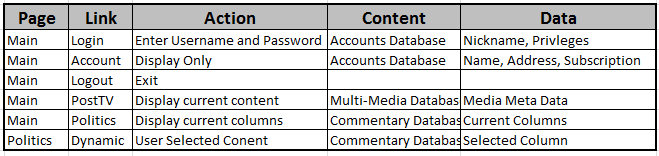 Page Link Action Content Data
Main Login Enter Username and Password Accounts Database Nickname, Privleges
Main Account Display Only Accounts Database Name, Address, Subscription
Main Logout Exit
Main PostTV Display current content Multi-Media Databas Media Meta Data
Main Politics Display current columns Commentary Databas Current Columns
Politics Dynamic User Selected Conent Commentary Databas Selected Column